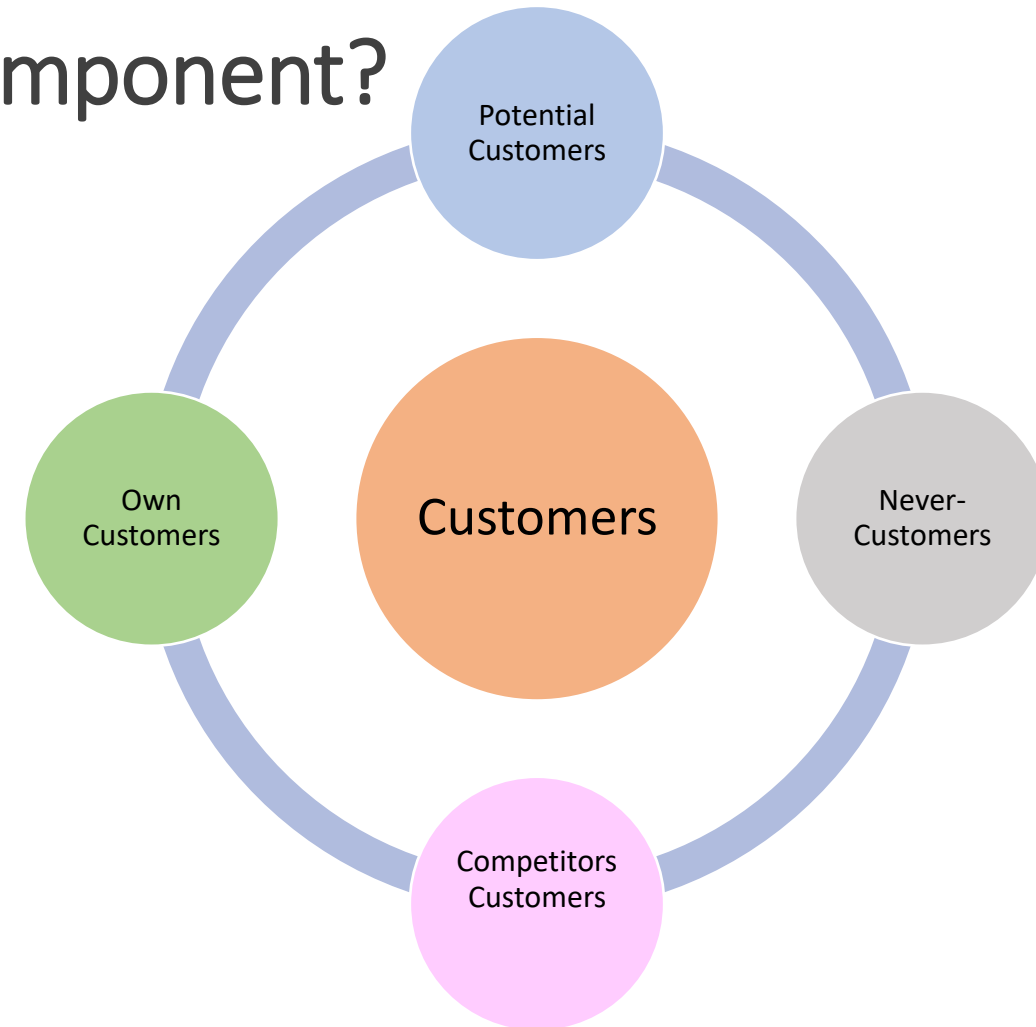 mponent?
Potential
Customers
Own
Customers
Customers
Never-
Customers
Competitors
Customers